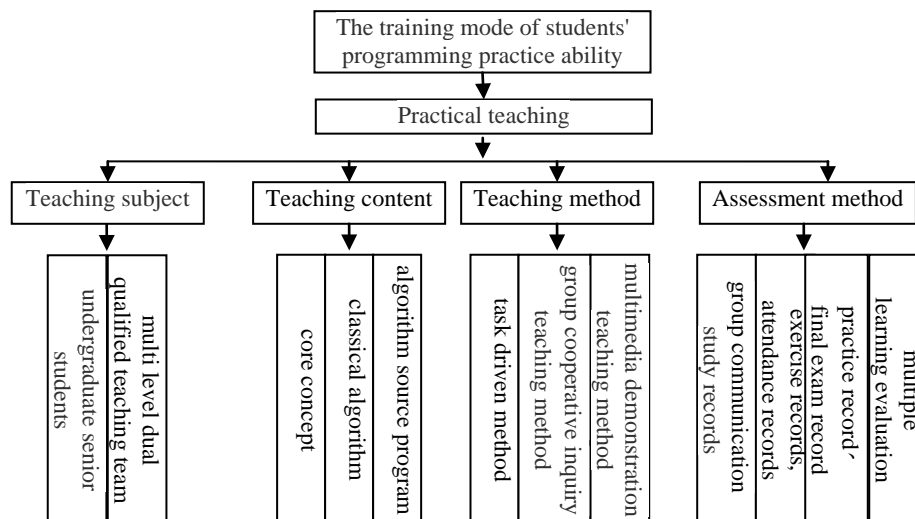 The training mode of students'
programming practice ability
Practical teaching
Teaching subject
Teaching content
Teaching method
Assessment method
multi level dual
qualified teaching team
undergraduate senior
students
algorithm source program
classical algorithm
core concept
multimedia demonstration
teaching method
group cooperative inquiry
teaching method
task driven method
multiple
learning evaluation
practice record、
final exam record
exercise records,
attendance records
group communication
study records